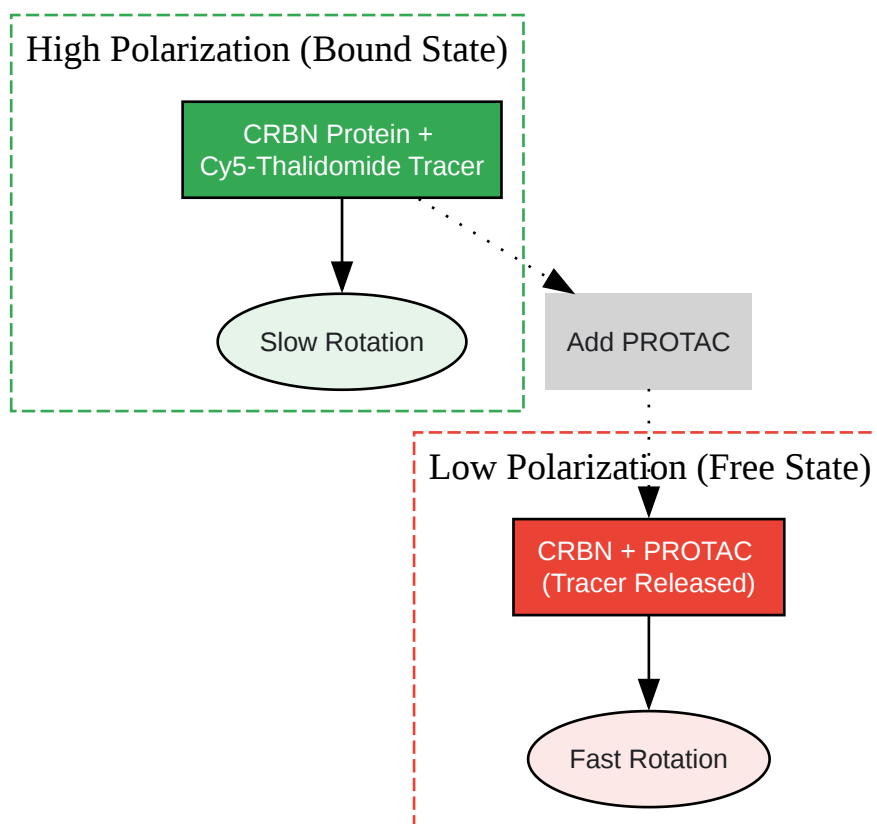 High Polarization (Bound State)
CRBN Protein +
Cy5-Thalidomide Tracer
Slow Rotation
Add PROTAC
Low Polarization (Free State)
CRBN + PROTAC
(Tracer Released)
Fast Rotation